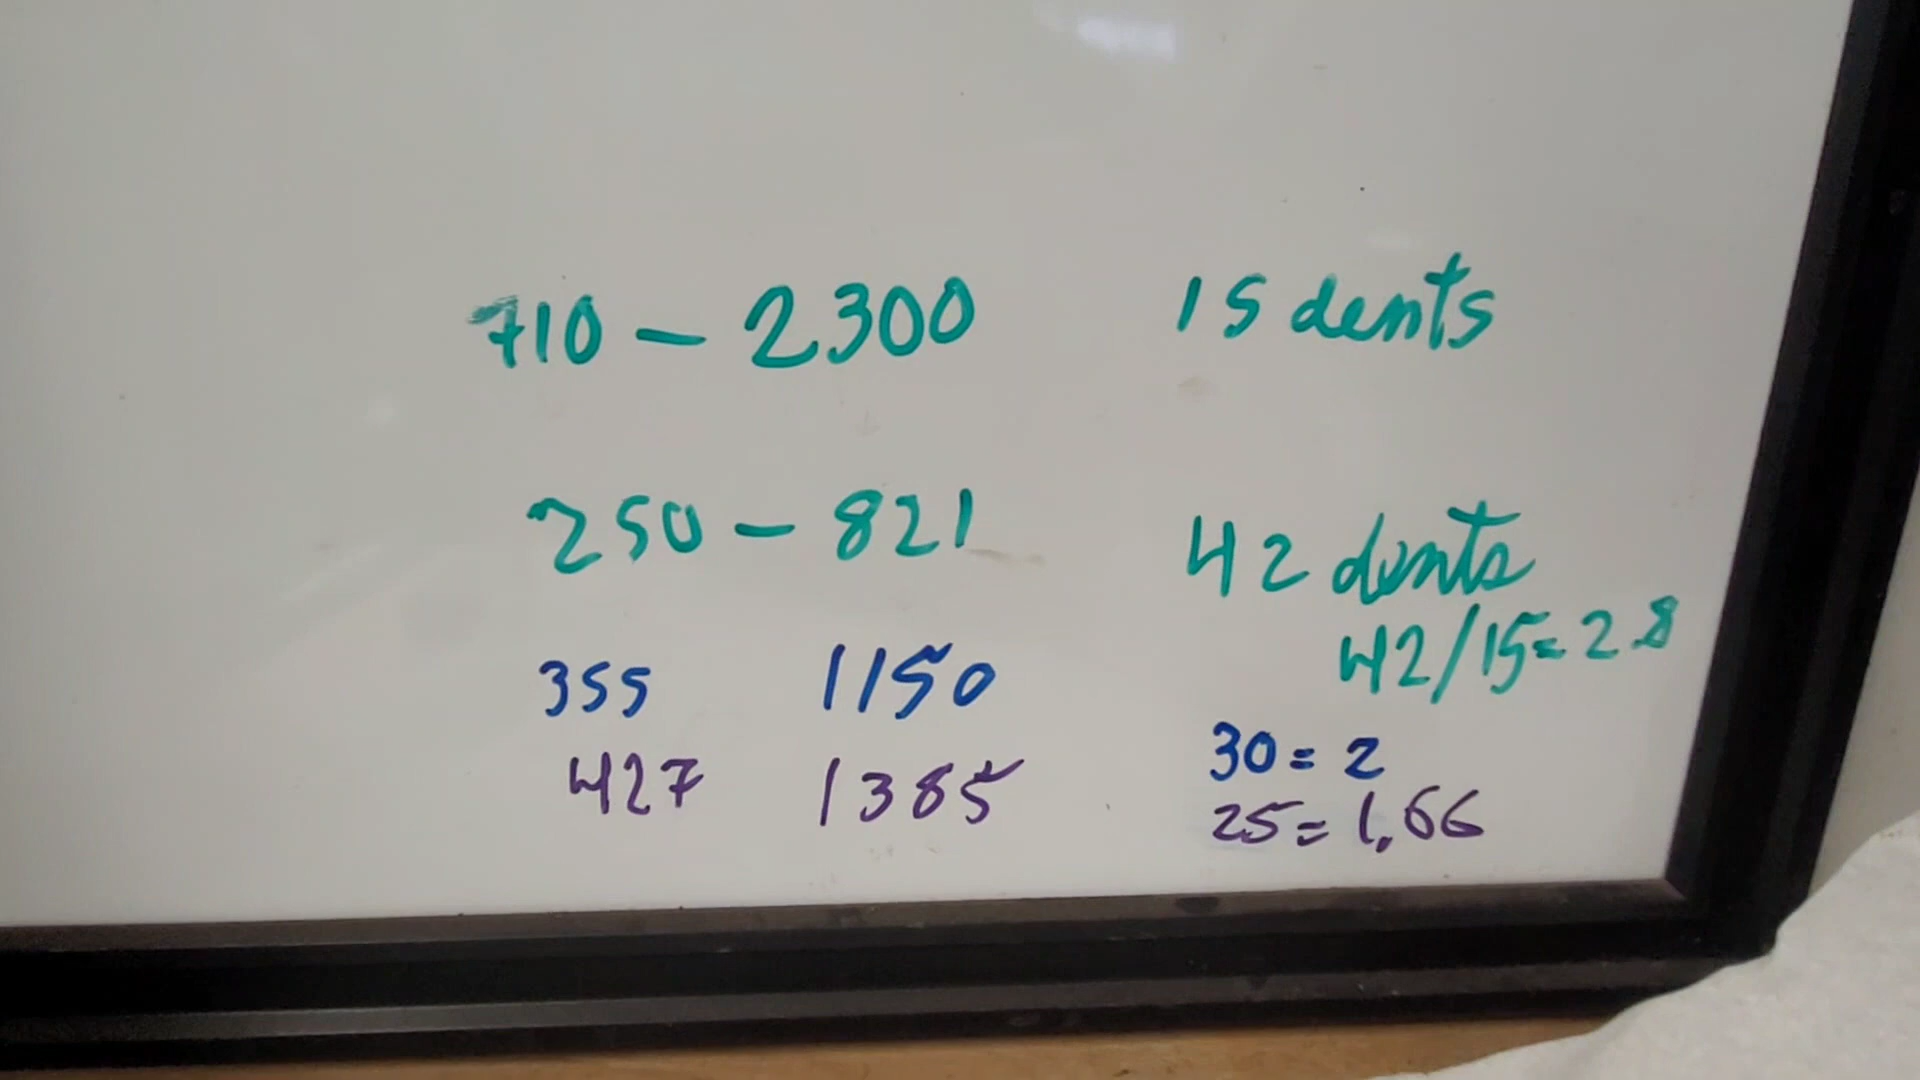 710 - 2300 15 dents
250 - 821 42 dents
42/15=2.8
355 1150 30=2
427 1385 25=1,66